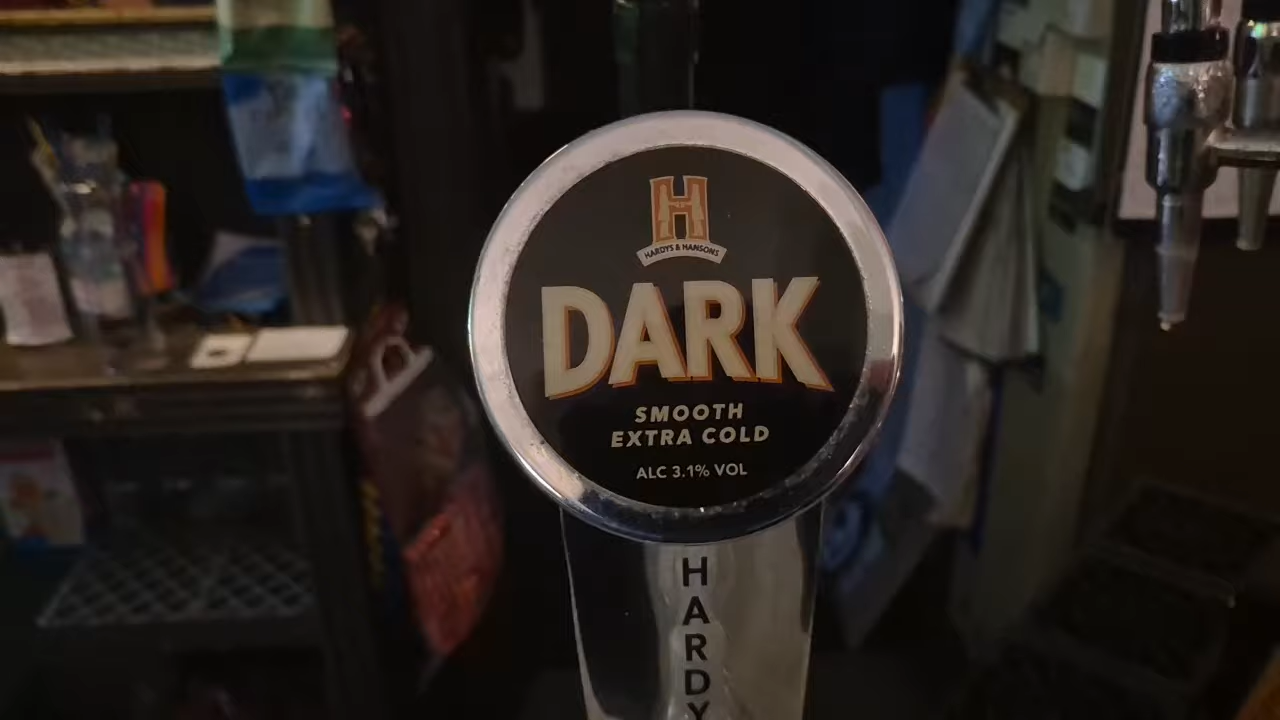 H
HARDYS & HANSONS
DARK
SMOOTH
EXTRA COLD
ALC 3.1% VOL
HARDY